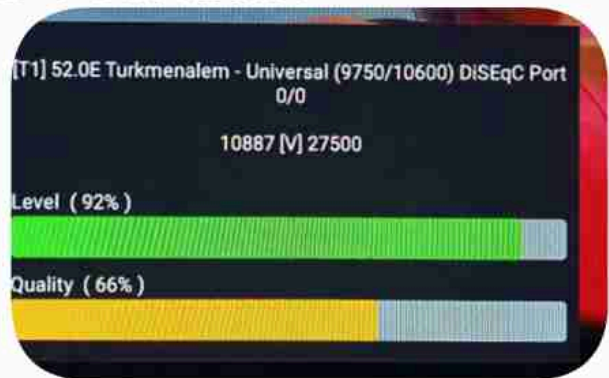 [T1] 52.0E Turkmenalem - Universal (9750/10600) DiSEqC Port
0/0
10887 [V] 27500
Level ( 92% )
Quality ( 66% )